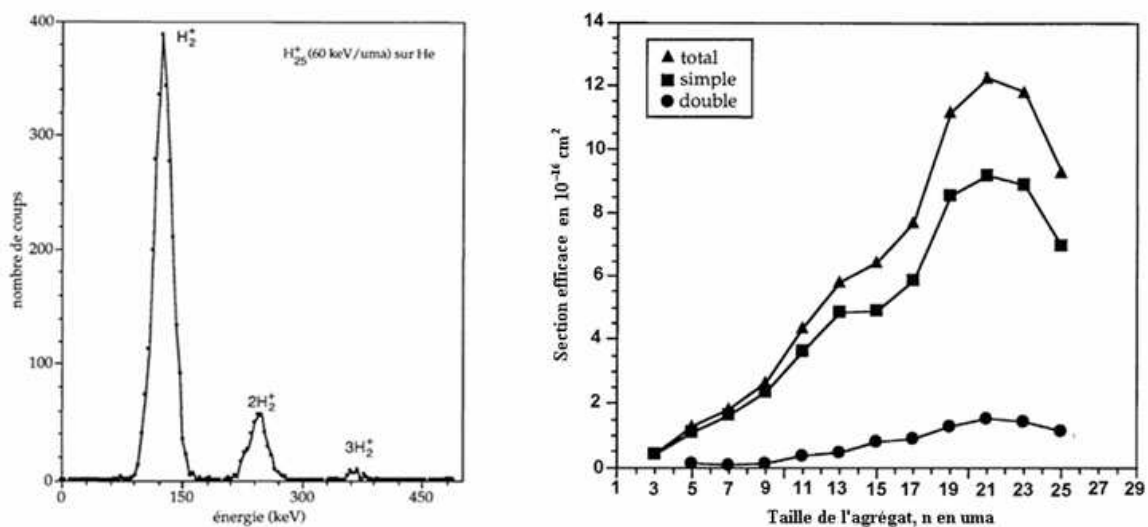 400
300
200
100
0
nombre de coups
H₂⁺
H₂₅⁺(60 keV/uma) sur He
2H₂⁺
3H₂⁺
0 150 300 450
énergie (keV)
14
12
10
8
6
4
2
0
Section efficace en 10⁻¹⁶ cm²
total
simple
double
1 3 5 7 9 11 13 15 17 19 21 23 25 27 29
Taille de l'agrégat, n en uma